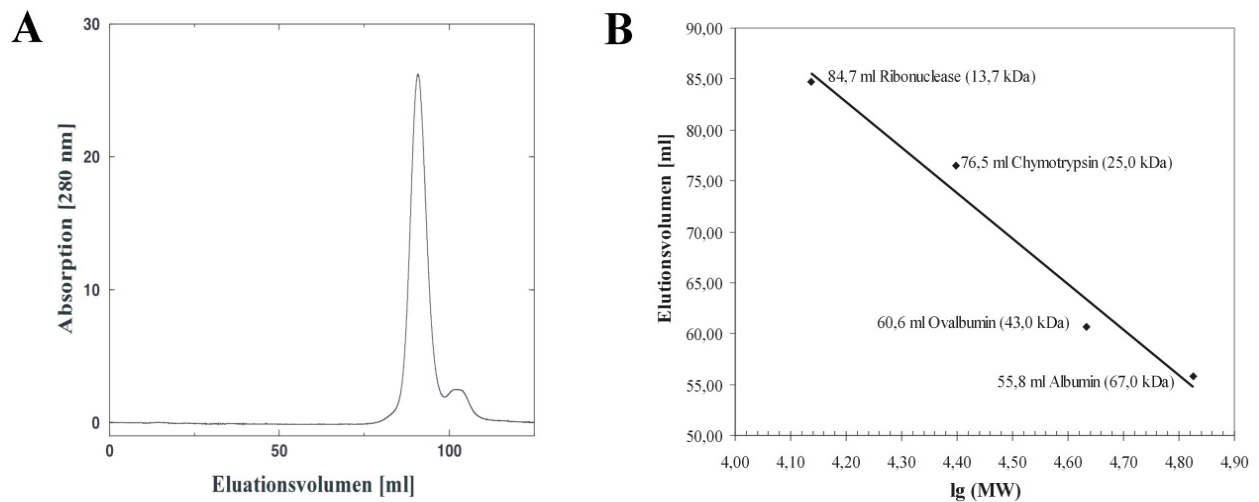 A
Absorption [280 nm]
30
20
10
0
0
50
100
Eluationsvolumen [ml]
B
Elutionsvolumen [ml]
90,00
85,00
80,00
75,00
70,00
65,00
60,00
55,00
50,00
84,7 ml Ribonuclease (13,7 kDa)
76,5 ml Chymotrypsin (25,0 kDa)
60,6 ml Ovalbumin (43,0 kDa)
55,8 ml Albumin (67,0 kDa)
4,00
4,10
4,20
4,30
4,40
4,50
4,60
4,70
4,80
4,90
lg (MW)